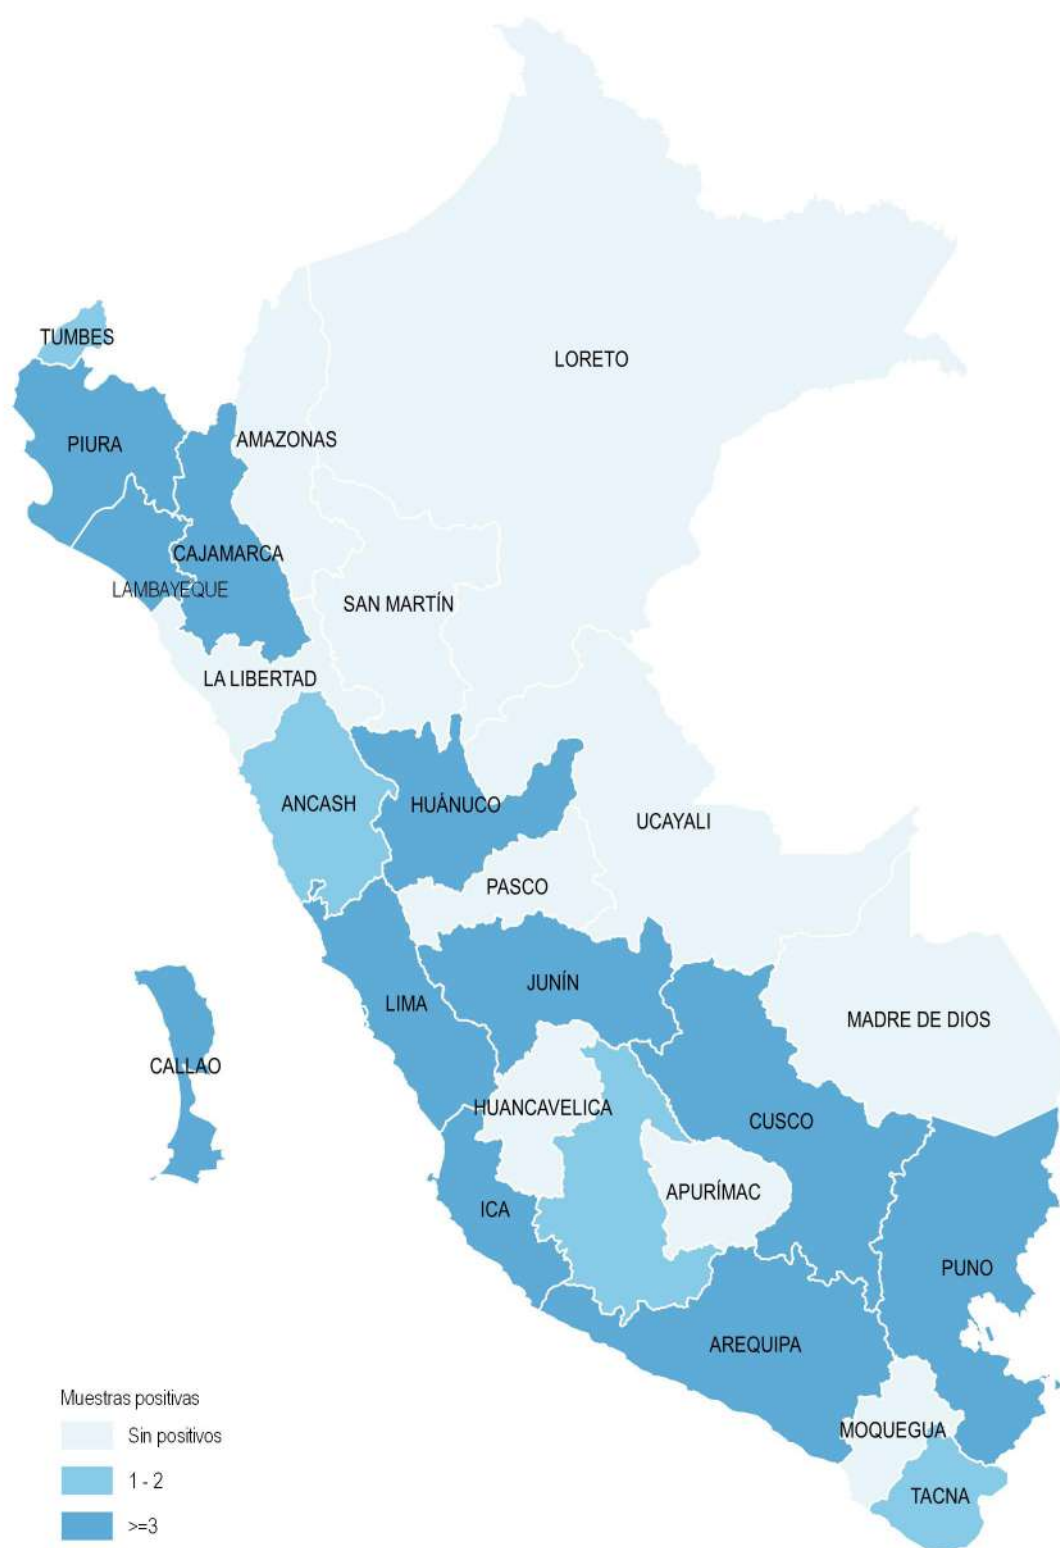 TUMBES
LORETO
PIURA
AMAZONAS
CAJAMARCA
LAMBAYEQUE
SAN MARTÍN
LA LIBERTAD
ANCASH
HUÁNUCO
UCAYALI
PASCO
JUNÍN
LIMA
MADRE DE DIOS
CALLAO
HUANCAVELICA
CUSCO
APURÍMAC
ICA
PUNO
AREQUIPA
MOQUEGUA
TACNA
Muestras positivas
Sin positivos
1 - 2
>=3